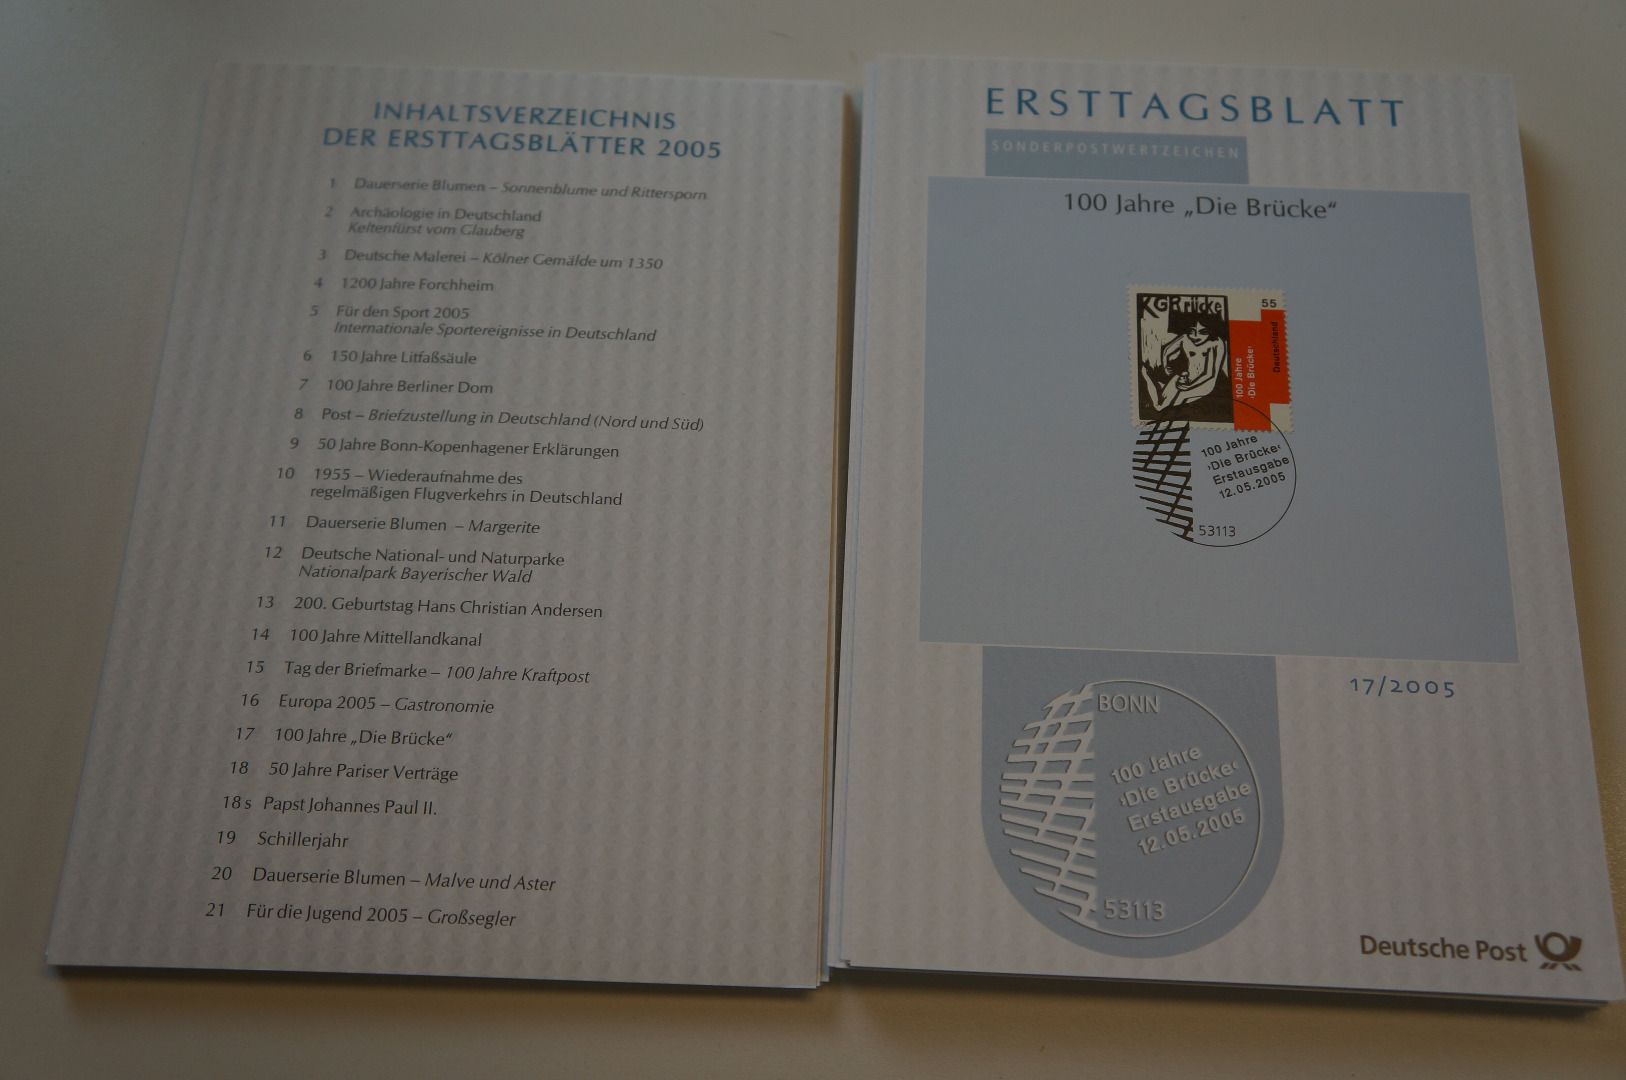 INHALTSVERZEICHNIS
DER ERSTTAGSBLÄTTER 2005
1 Dauerserie Blumen – Sonnenblume und Rittersporn
2 Archäologie in Deutschland
Keltenfürst vom Glauberg
3 Deutsche Malerei – Kölner Gemälde um 1350
4 1200 Jahre Forchheim
5 Für den Sport 2005
Internationale Sportereignisse in Deutschland
6 150 Jahre Litfaßsäule
7 100 Jahre Berliner Dom
8 Post – Briefzustellung in Deutschland (Nord und Süd)
9 50 Jahre Bonn-Kopenhagener Erklärungen
10 1955 – Wiederaufnahme des
regelmäßigen Flugverkehrs in Deutschland
11 Dauerserie Blumen – Margerite
12 Deutsche National- und Naturparke
Nationalpark Bayerischer Wald
13 200. Geburtstag Hans Christian Andersen
14 100 Jahre Mittellandkanal
15 Tag der Briefmarke – 100 Jahre Kraftpost
16 Europa 2005 – Gastronomie
17 100 Jahre „Die Brücke“
18 50 Jahre Pariser Verträge
18 s Papst Johannes Paul II.
19 Schillerjahr
20 Dauerserie Blumen – Malve und Aster
21 Für die Jugend 2005 – Großsegler
ERSTTAGSBLATT
SONDERPOSTWERTZEICHEN
100 Jahre „Die Brücke“
KGBrücke
55
Deutschland
100 Jahre
›Die Brücke‹
BONN
100 Jahre
›Die Brücke‹
Erstausgabe
12.05.2005
53113
17/2005
BONN
100 Jahre
›Die Brücke‹
Erstausgabe
12.05.2005
53113
Deutsche Post